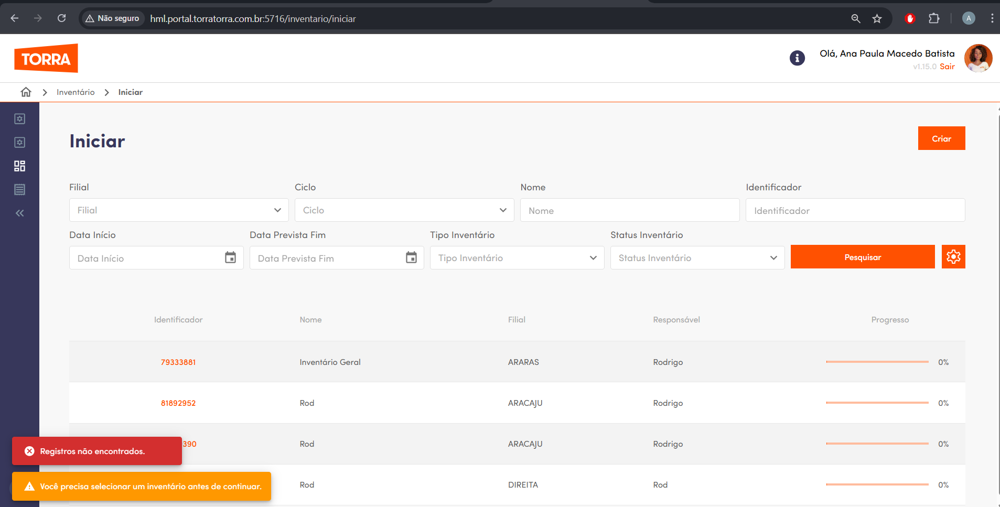 Não seguro
hml.portal.torratorra.com.br:5716/inventario/iniciar
A
TORRA
Olá, Ana Paula Macedo Batista
v1.15.0 Sair
Inventário
Iniciar
Iniciar
Criar
Filial
Ciclo
Nome
Identificador
Filial
Ciclo
Nome
Identificador
Data Início
Data Prevista Fim
Tipo Inventário
Status Inventário
Data Início
Data Prevista Fim
Tipo Inventário
Status Inventário
Pesquisar
Identificador Nome Filial Responsável Progresso
79333881 Inventário Geral ARARAS Rodrigo 0%
81892952 Rod ARACAJU Rodrigo 0%
390 Rod ARACAJU Rodrigo 0%
Registros não encontrados.
Rod DIREITA Rod 0%
Você precisa selecionar um inventário antes de continuar.